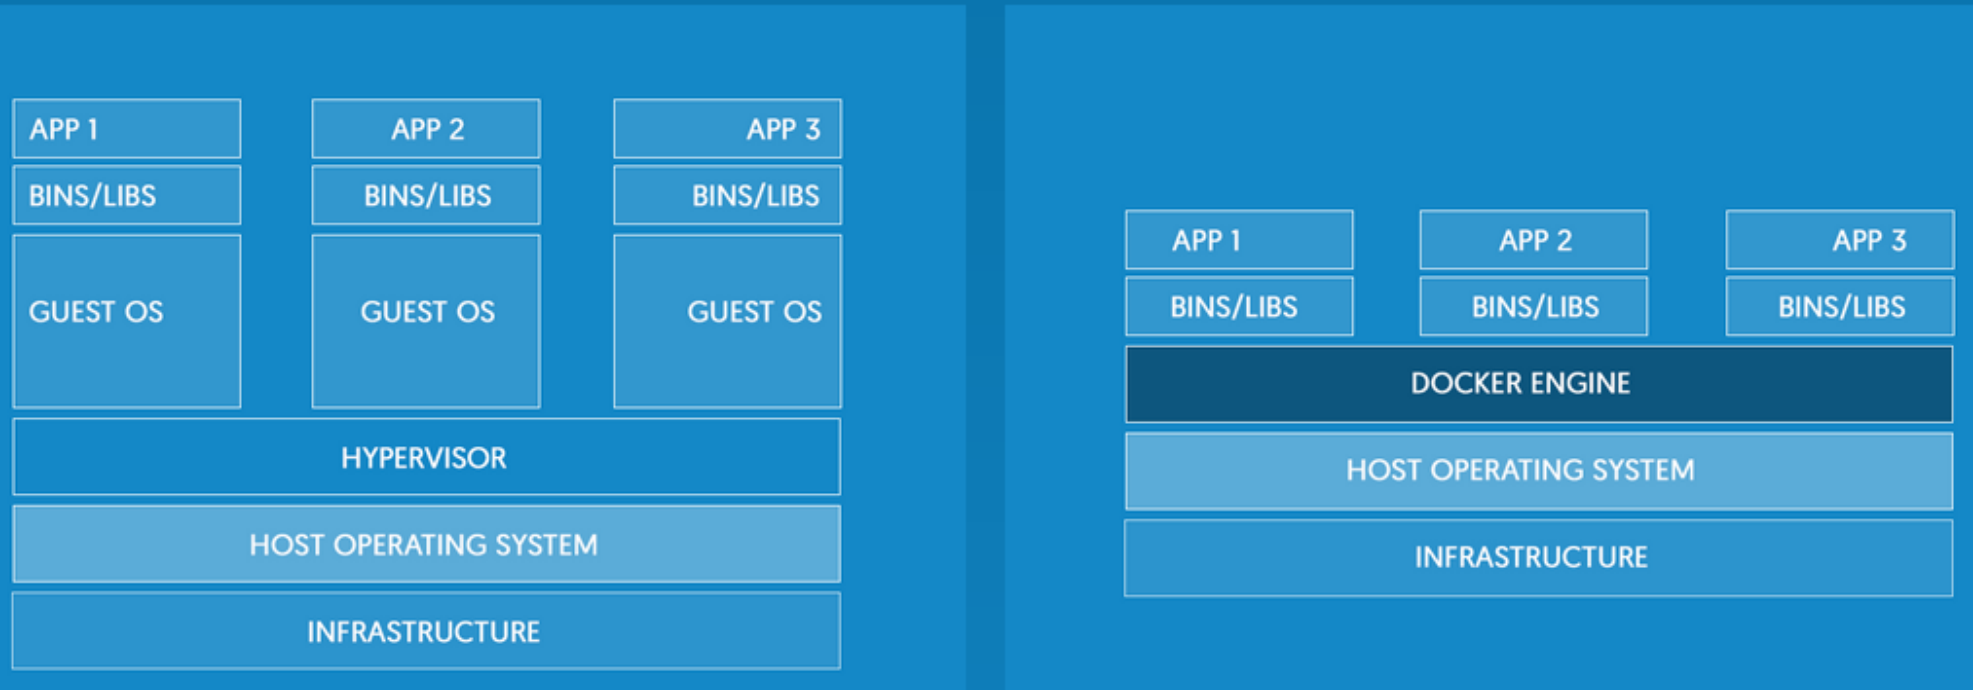 APP 1
APP 2
APP 3
BINS/LIBS
BINS/LIBS
BINS/LIBS
GUEST OS
GUEST OS
GUEST OS
HYPERVISOR
HOST OPERATING SYSTEM
INFRASTRUCTURE
APP 1
APP 2
APP 3
BINS/LIBS
BINS/LIBS
BINS/LIBS
DOCKER ENGINE
HOST OPERATING SYSTEM
INFRASTRUCTURE